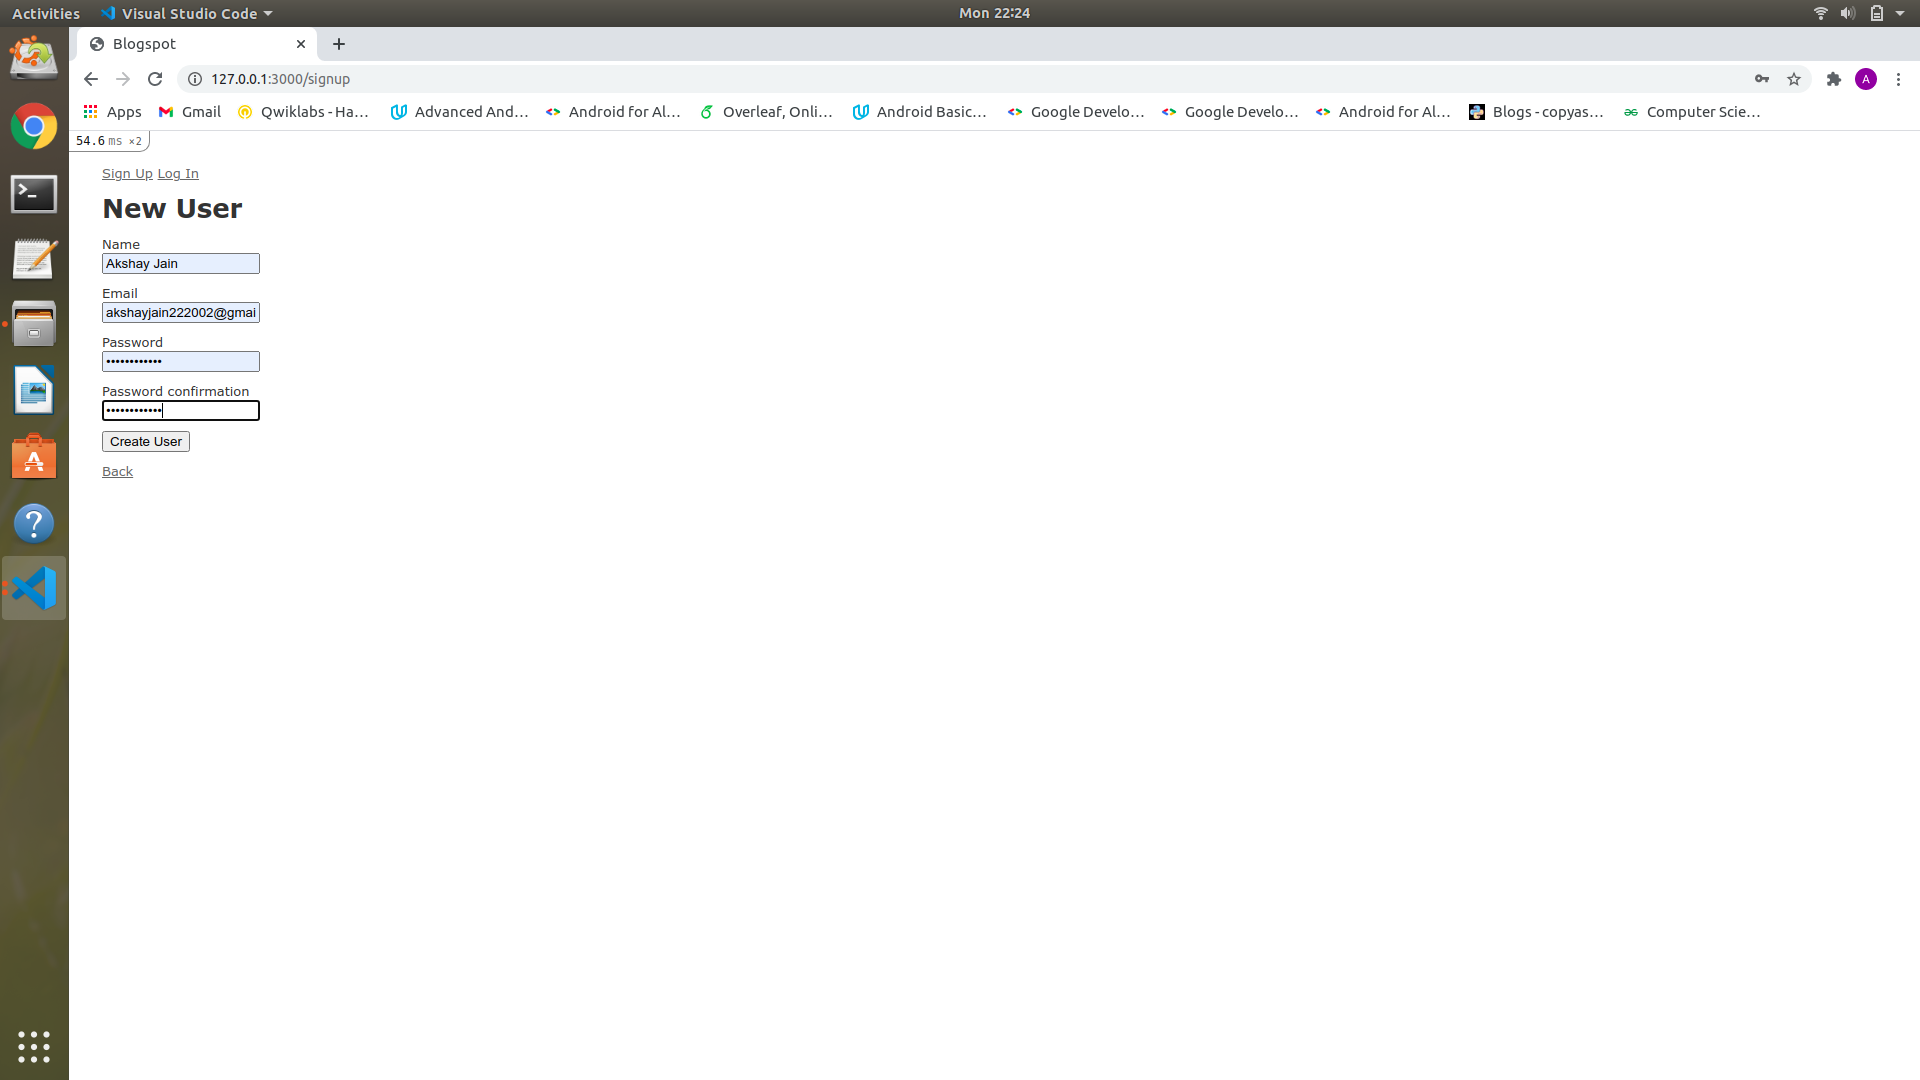 Activities Visual Studio Code Mon 22:24
Blogspot
127.0.0.1:3000/signup A
Apps Gmail Qwiklabs - Ha… Advanced And… Android for Al… Overleaf, Onli… Android Basic… Google Develo… Google Develo… Android for Al… Blogs - copyas… Computer Scie…
54.6 ms ×2
Sign Up Log In
New User
Name
Akshay Jain
Email
akshayjain222002@gmai
Password
••••••••••••
Password confirmation
••••••••••••
Create User
Back